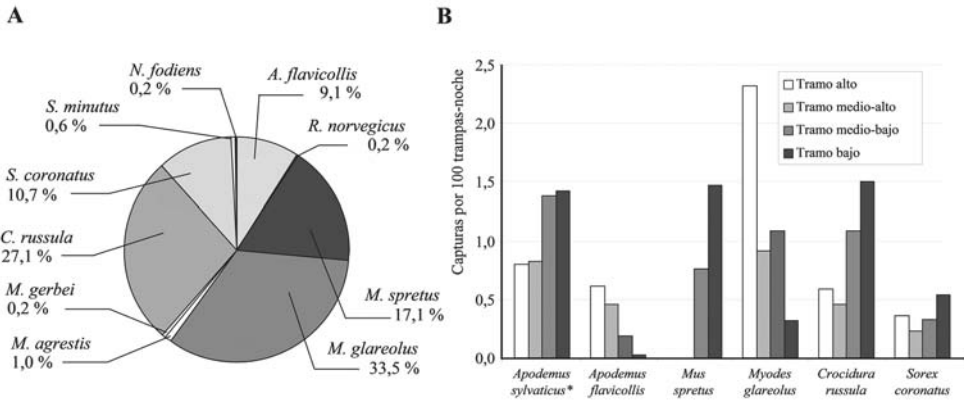 A
N. fodiens
0,2 %
A. flavicollis
9,1 %
S. minutus
0,6 %
R. norvegicus
0,2 %
S. coronatus
10,7 %
C. russula
27,1 %
M. gerbei
0,2 %
M. spretus
17,1 %
M. agrestis
1,0 %
M. glareolus
33,5 %
B
Capturas por 100 trampas-noche
2,5
2,0
1,5
1,0
0,5
0,0
Tramo alto
Tramo medio-alto
Tramo medio-bajo
Tramo bajo
Apodemus
sylvaticus*
Apodemus
flavicollis
Mus
spretus
Myodes
glareolus
Crocidura
russula
Sorex
coronatus